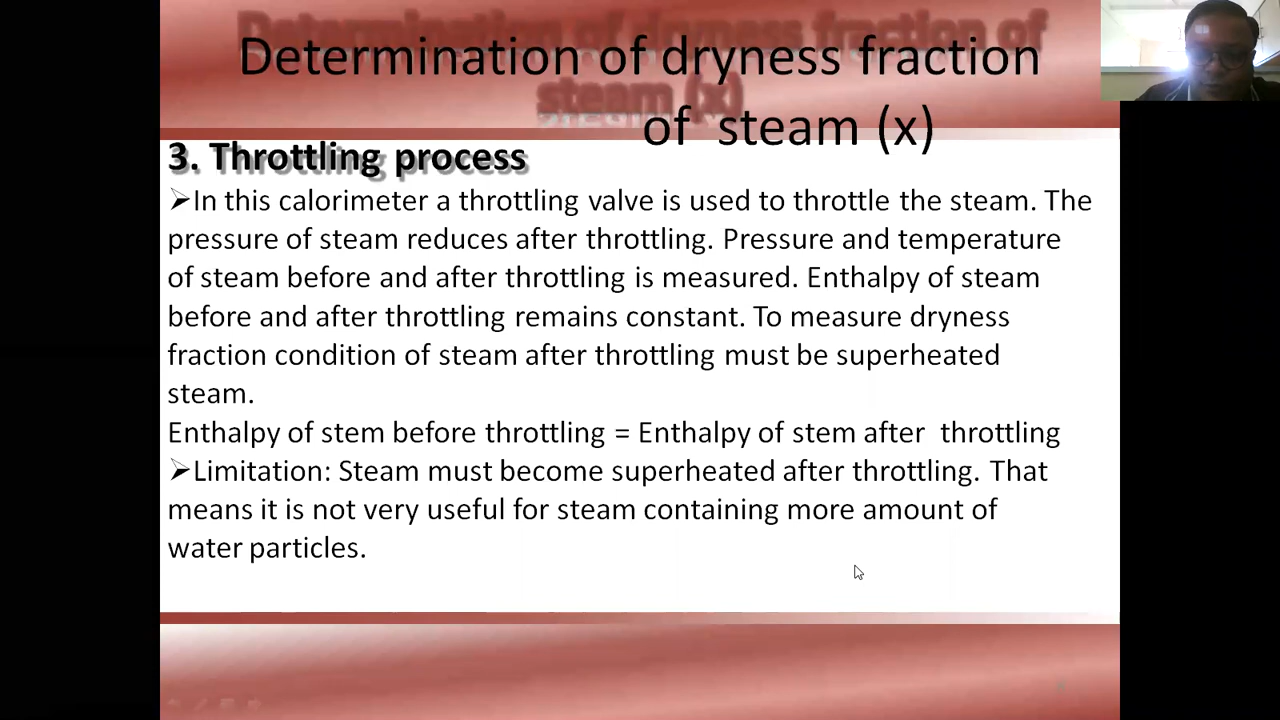 Determination of dryness fraction
of steam (x)
3. Throttling process
➢In this calorimeter a throttling valve is used to throttle the steam. The
pressure of steam reduces after throttling. Pressure and temperature
of steam before and after throttling is measured. Enthalpy of steam
before and after throttling remains constant. To measure dryness
fraction condition of steam after throttling must be superheated
steam.
Enthalpy of stem before throttling = Enthalpy of stem after throttling
➢Limitation: Steam must become superheated after throttling. That
means it is not very useful for steam containing more amount of
water particles.